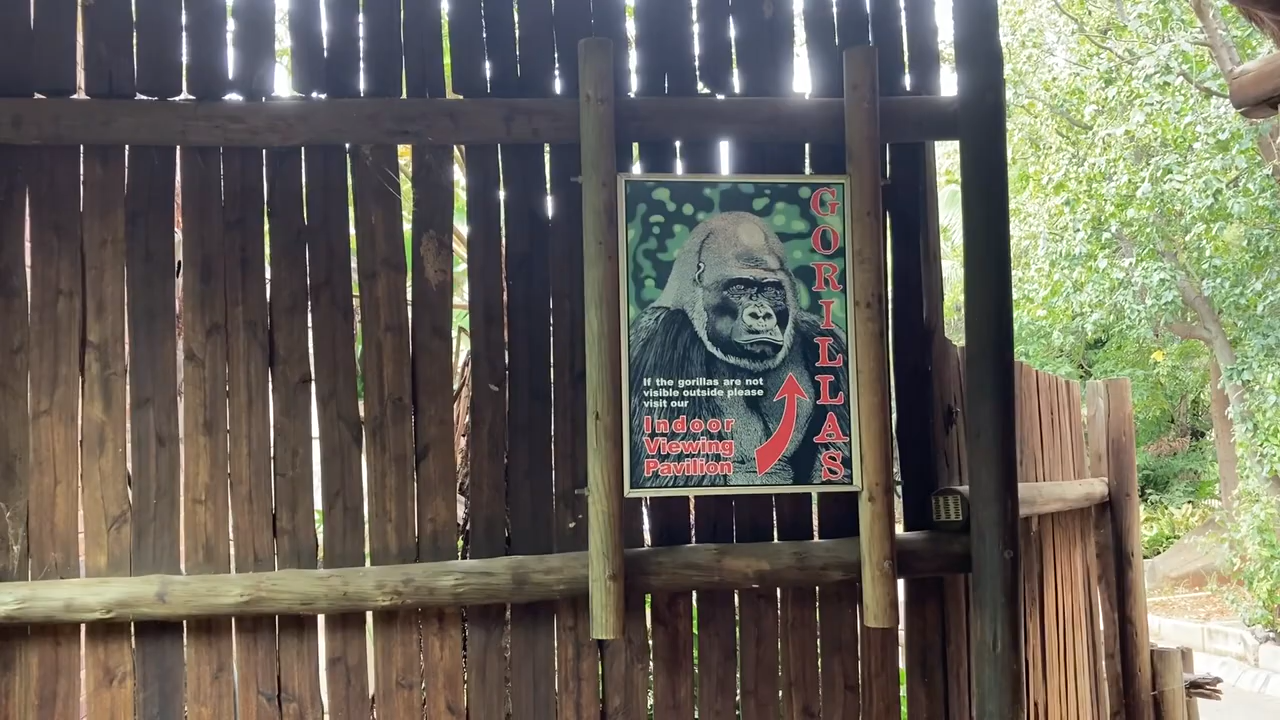 GORILLAS
If the gorillas are not
visible outside please
visit our
Indoor
Viewing
Pavilion